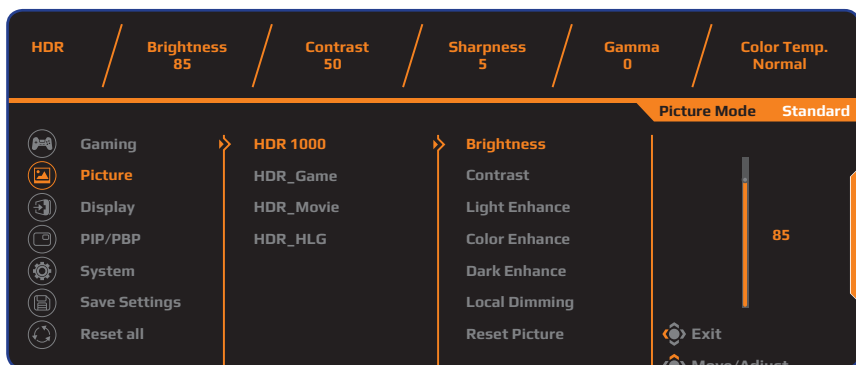 HDR Brightness Contrast Sharpness Gamma Color Temp.
85 50 5 0 Normal
Picture Mode Standard
Gaming HDR 1000 Brightness
Picture HDR_Game Contrast
Display HDR_Movie Light Enhance
PIP/PBP HDR_HLG Color Enhance 85
System Dark Enhance
Save Settings Local Dimming
Reset all Reset Picture Exit
Move/Adjust